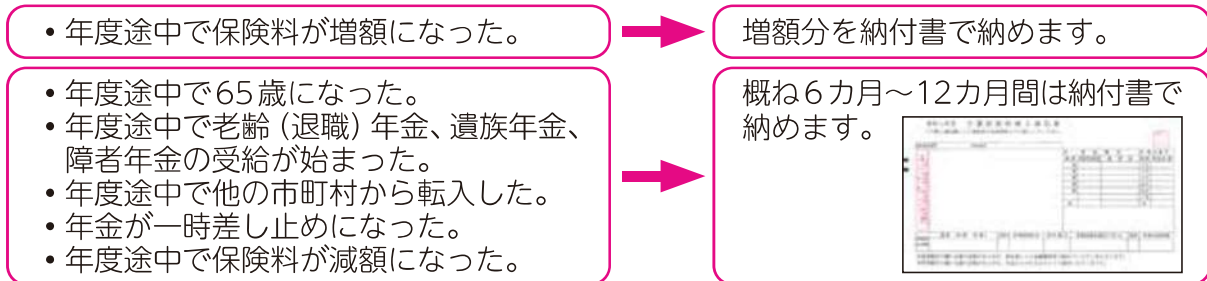 •年度途中で保険料が増額になった。
増額分を納付書で納めます。
•年度途中で65歳になった。
•年度途中で老齢（退職）年金、遺族年金、
障者年金の受給が始まった。
•年度途中で他の市町村から転入した。
•年金が一時差し止めになった。
•年度途中で保険料が減額になった。
概ね6カ月～12カ月間は納付書で
納めます。